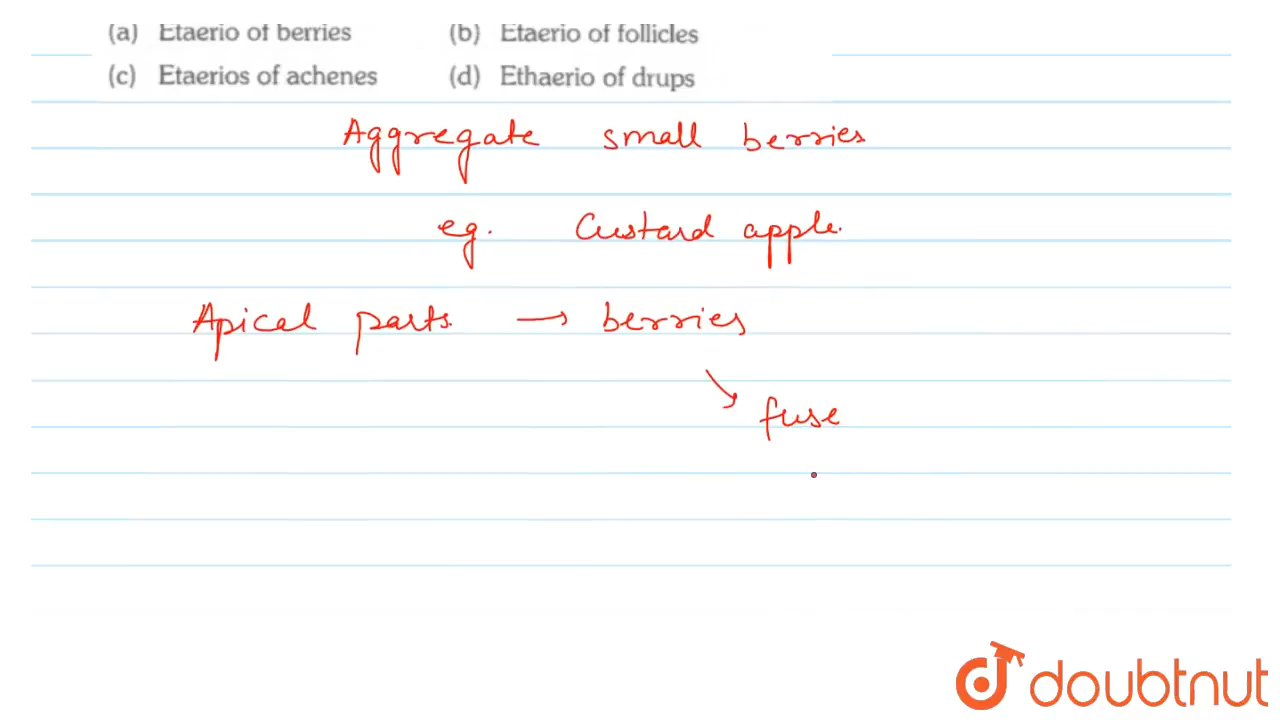 (a) Etaerio of berries (b) Etaerio of follicles
(c) Etaerios of achenes (d) Ethaerio of drups
Aggregate small berries
eg. Custard apple.
Apical parts. → berries
↘ fuse
doubtnut